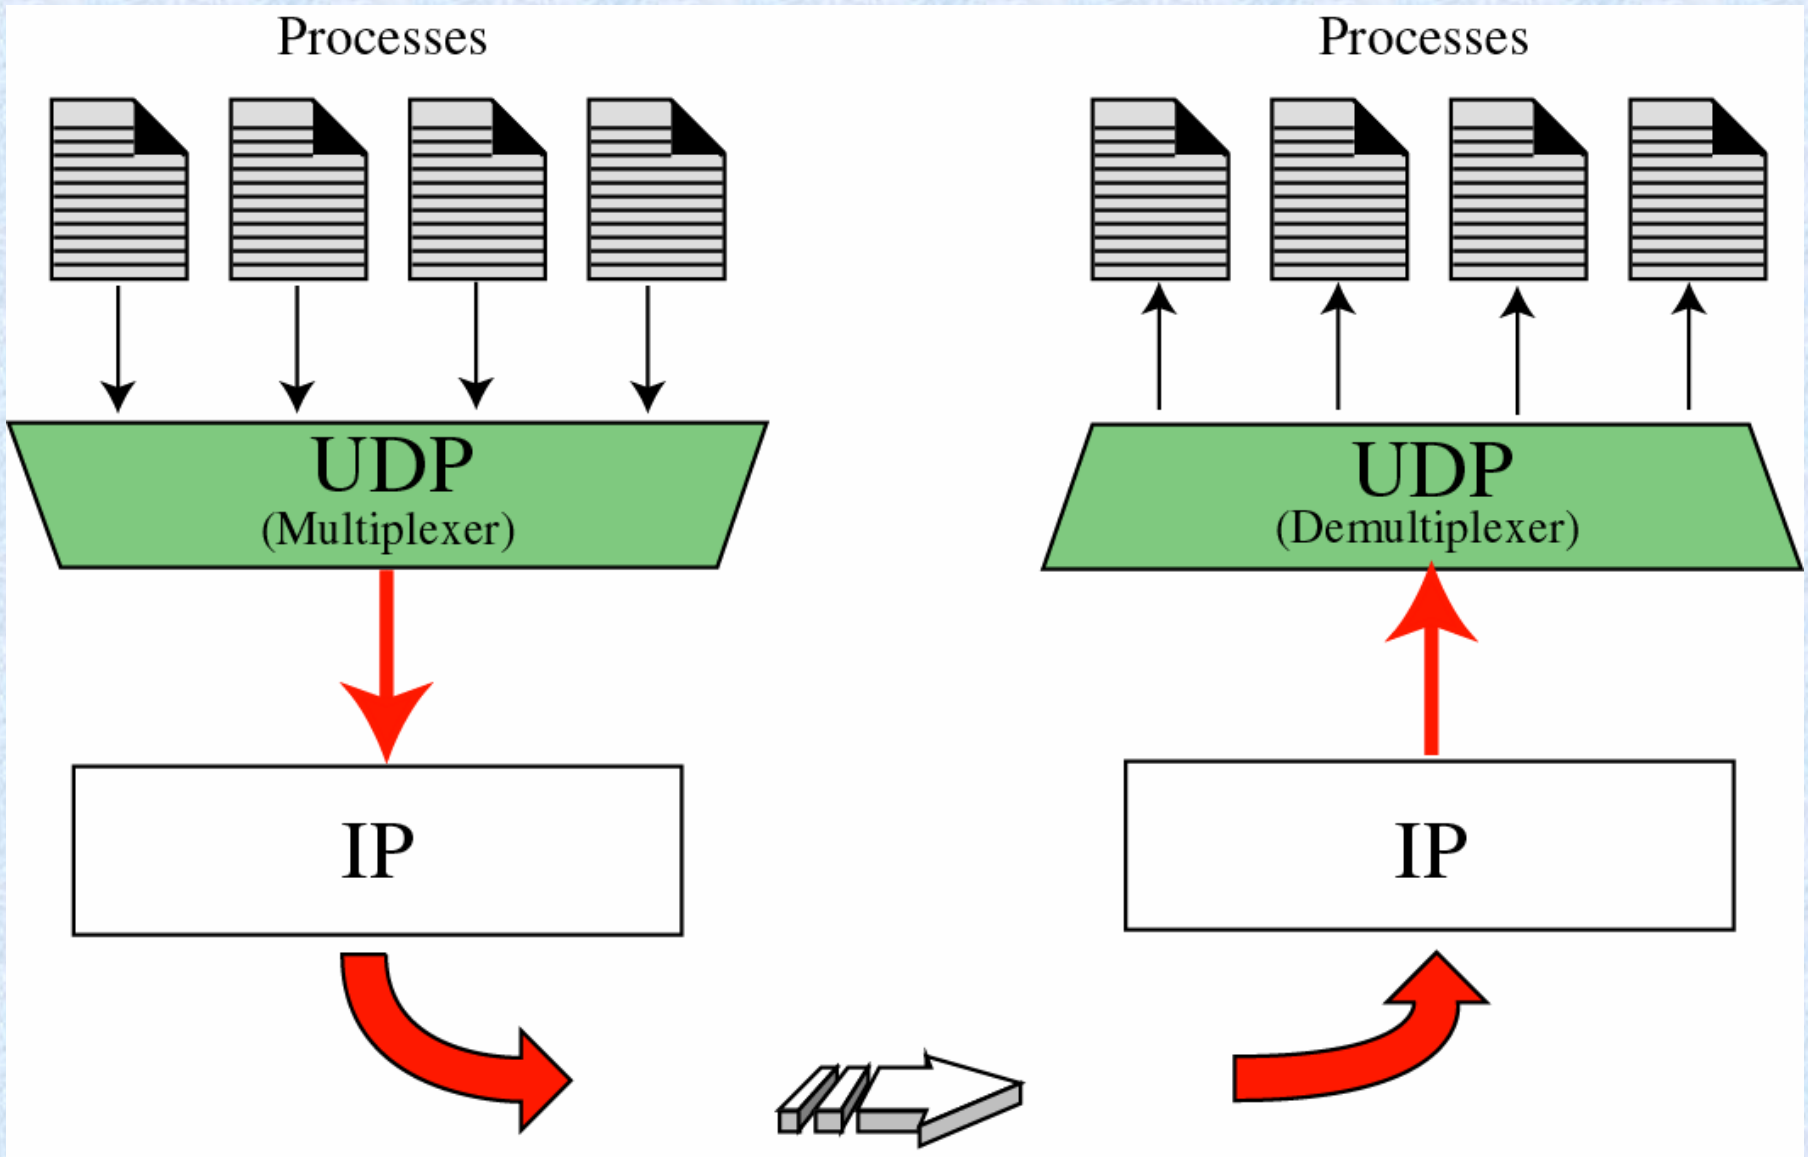 Processes
UDP
(Multiplexer)
IP
Processes
UDP
(Demultiplexer)
IP